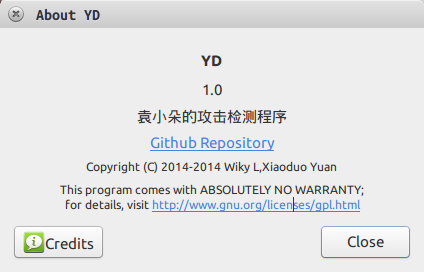 About YD
YD
1.0
袁小朵的攻击检测程序
Github Repository
Copyright (C) 2014-2014 Wiky L,Xiaoduo Yuan
This program comes with ABSOLUTELY NO WARRANTY;
for details, visit http://www.gnu.org/licenses/gpl.html
Credits
Close